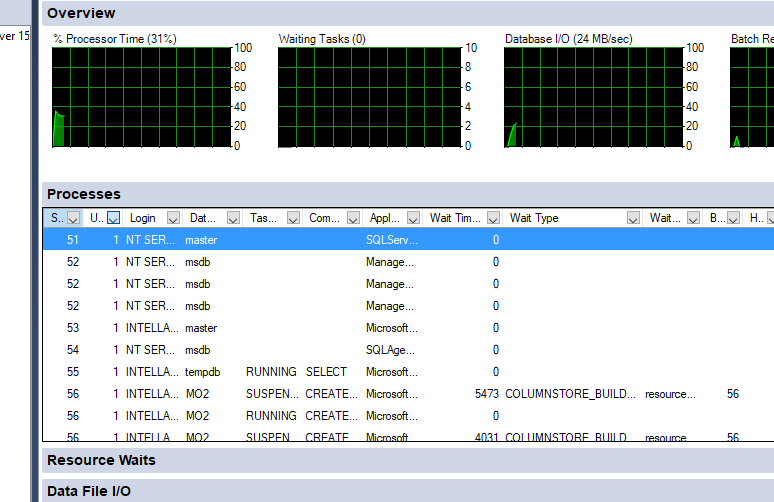 Overview
ver 15
% Processor Time (31%)
Waiting Tasks (0)
Database I/O (24 MB/sec)
Batch Re
100
80
60
40
20
0
10
8
6
4
2
0
100
80
60
40
20
0
Processes
S... U... Login Dat... Tas... Com... Appl... Wait Tim... Wait Type Wait... B... H...
51 1 NT SER... master SQLServ... 0
52 1 NT SER... msdb Manage... 0
52 1 NT SER... msdb Manage... 0
52 1 NT SER... msdb Manage... 0
53 1 INTELLA... master Microsoft... 0
54 1 NT SER... msdb SQLAge... 0
55 1 INTELLA... tempdb RUNNING SELECT Microsoft... 0
56 1 INTELLA... MO2 SUSPEN... CREATE... Microsoft... 5473 COLUMNSTORE_BUILD... resource... 56
56 1 INTELLA... MO2 RUNNING CREATE... Microsoft... 0
56 1 INTELLA... MO2 SUSPEN... CREATE... Microsoft... 4031 COLUMNSTORE_BUILD... resource... 56
Resource Waits
Data File I/O